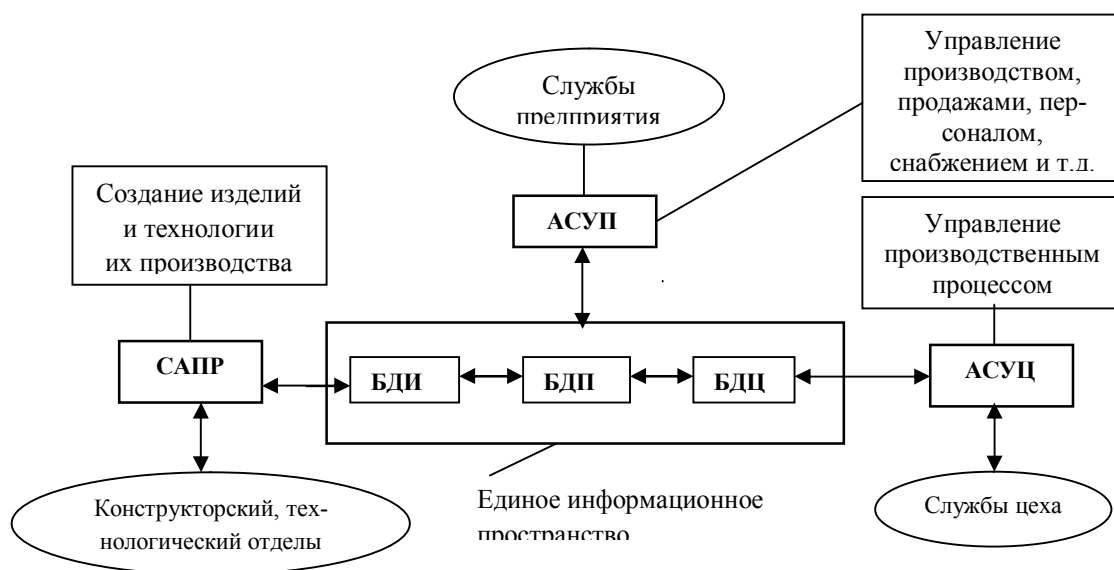 Службы
предприятия
Управление
производством,
продажами, пер-
соналом,
снабжением и т.д.
Создание изделий
и технологии
их производства
АСУП
Управление
производственным
процессом
САПР
БДИ
БДП
БДЦ
АСУЦ
Конструкторский, тех-
нологический отделы
Единое информационное
пространство
Службы цеха